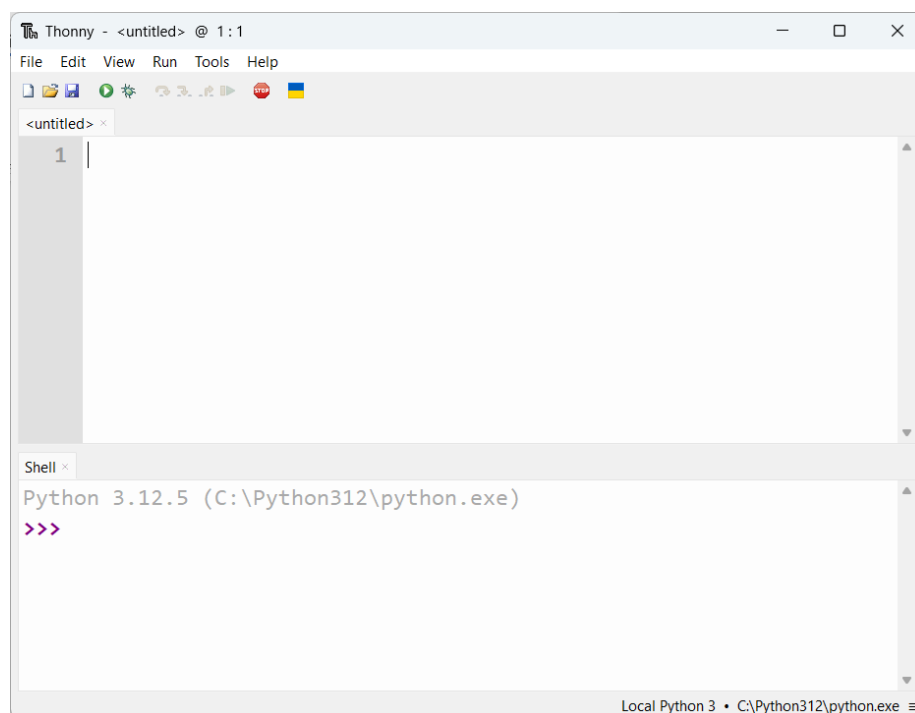 Thonny - <untitled> @ 1:1
File Edit View Run Tools Help
STOP
<untitled> ×
1
Shell ×
Python 3.12.5 (C:\Python312\python.exe)
>>>
Local Python 3 • C:\Python312\python.exe ≡